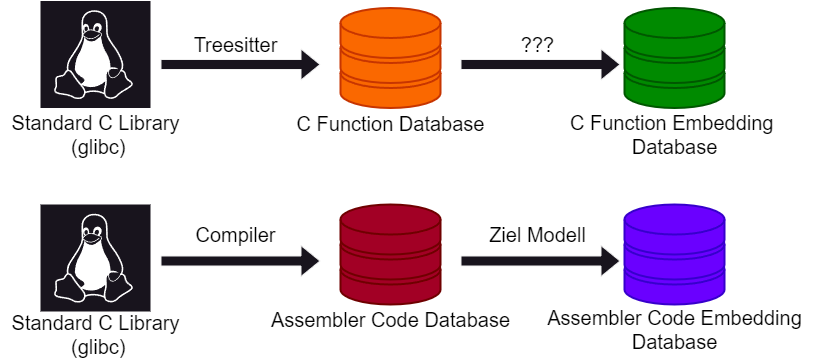 Treesitter
???
Standard C Library
(glibc)
C Function Database
C Function Embedding
Database
Compiler
Ziel Modell
Standard C Library
(glibc)
Assembler Code Database
Assembler Code Embedding
Database